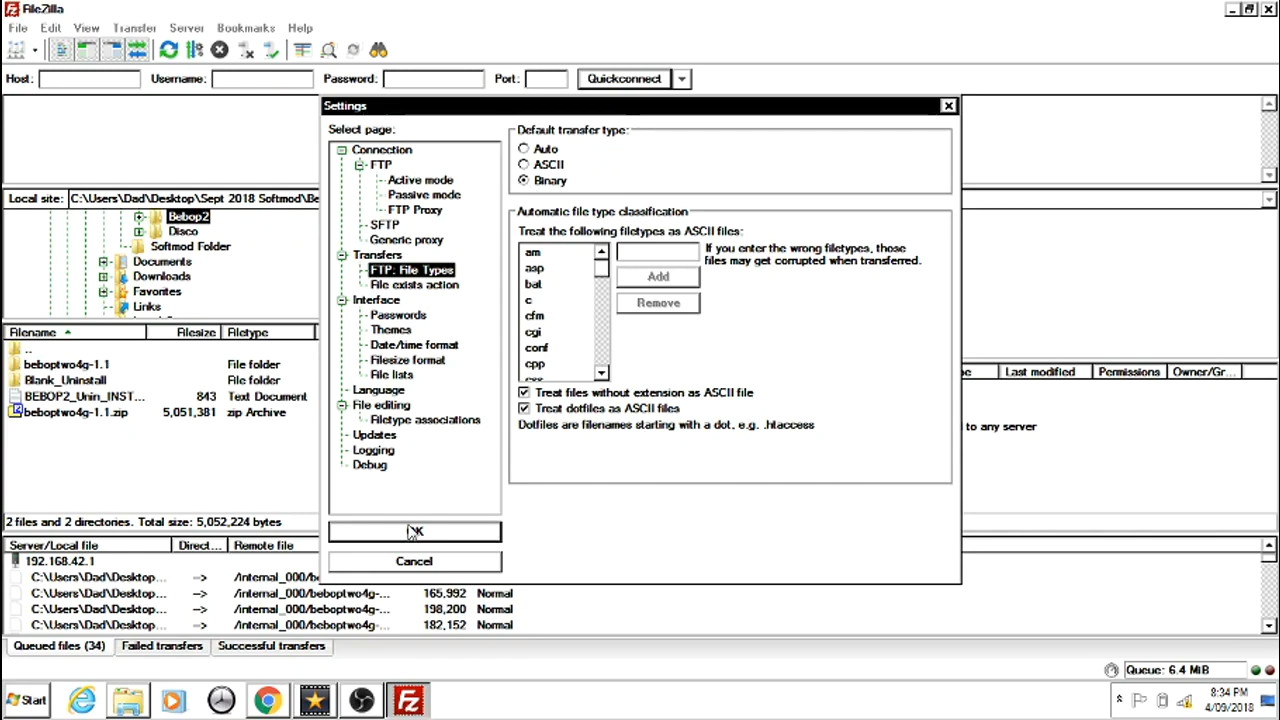 FileZilla
File Edit View Transfer Server Bookmarks Help
Host: Username: Password: Port: Quickconnect
Settings
Select page:
Connection
FTP
Active mode
Passive mode
FTP Proxy
SFTP
Generic proxy
Transfers
FTP: File Types
File exists action
Interface
Passwords
Themes
Date/time format
Filesize format
File lists
Language
File editing
Filetype associations
Updates
Logging
Debug
Cancel
Default transfer type:
Auto
ASCII
Binary
Automatic file type classification
Treat the following filetypes as ASCII files:
am
asp
bat
c
cfm
cgi
conf
cpp
If you enter the wrong filetypes, those
files may get corrupted when transferred.
Add
Remove
Treat files without extension as ASCII file
Treat dotfiles as ASCII files
Dotfiles are filenames starting with a dot, e.g. .htaccess
Local site: C:\Users\Dad\Desktop\Sept 2018 Softmod\Be
Bebop2
Disco
Softmod Folder
Documents
Downloads
Favorites
Links
Filename Filesize Filetype
..
beboptwo4g-1.1 File folder
Blank_Uninstall File folder
BEBOP2_Unin_INST... 843 Text Document
beboptwo4g-1.1.zip 5,051,381 zip Archive
2 files and 2 directories. Total size: 5,052,224 bytes
Last modified Permissions Owner/Gr...
to any server
Server/Local file Direct... Remote file
192.168.42.1
C:\Users\Dad\Desktop... --> /internal_000/be
C:\Users\Dad\Desktop... --> /internal_000/beboptwo4g-... 165,992 Normal
C:\Users\Dad\Desktop... --> /internal_000/beboptwo4g-... 198,200 Normal
C:\Users\Dad\Desktop... --> /internal_000/beboptwo4g-... 182,152 Normal
Queued files (34) Failed transfers Successful transfers
Queue: 6.4 MiB
Start
8:34 PM
4/09/2018